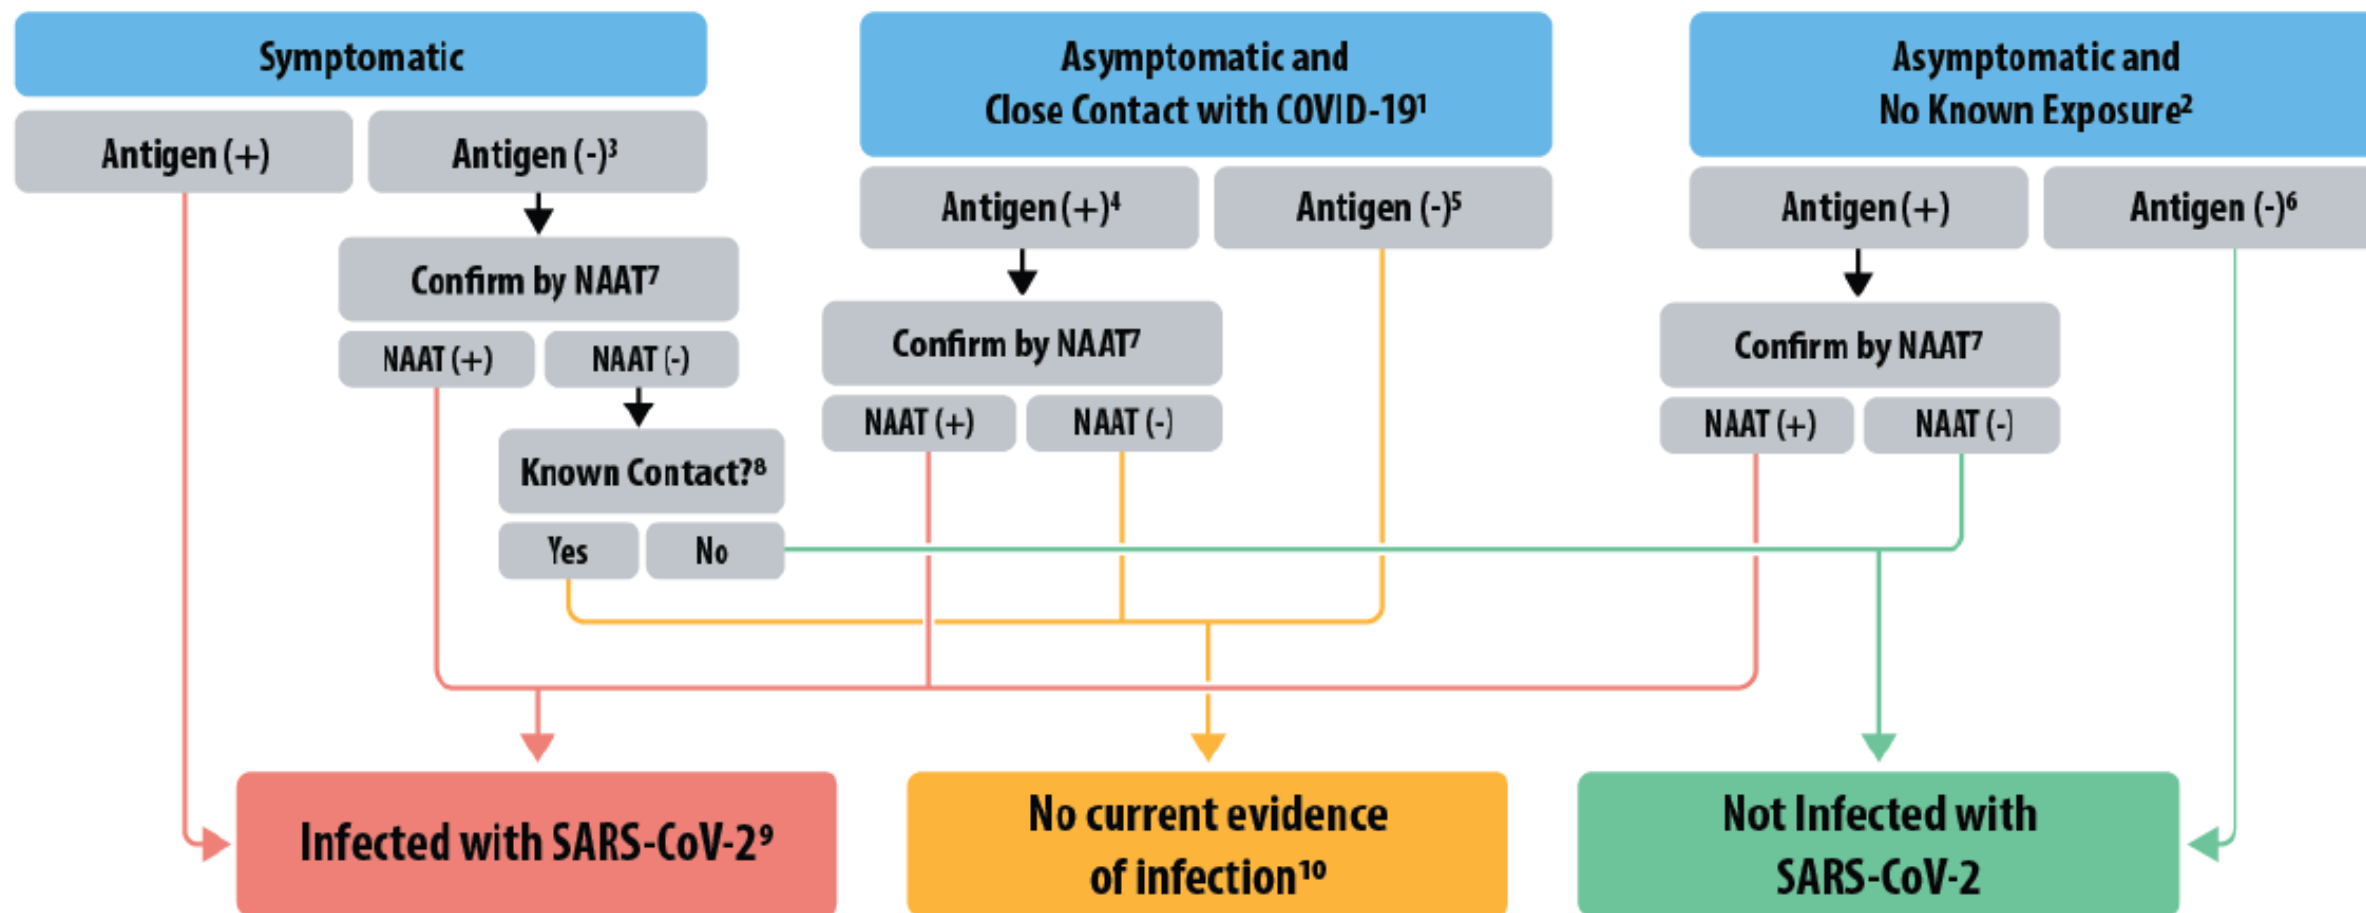 Symptomatic
Antigen (+)
Antigen (-)³
Confirm by NAAT⁷
NAAT (+)
NAAT (-)
Known Contact?⁸
Yes
No
Asymptomatic and
Close Contact with COVID-19¹
Antigen (+)⁴
Antigen (-)⁵
Confirm by NAAT⁷
NAAT (+)
NAAT (-)
Asymptomatic and
No Known Exposure²
Antigen (+)
Antigen (-)⁶
Confirm by NAAT⁷
NAAT (+)
NAAT (-)
Infected with SARS-CoV-2⁹
No current evidence
of infection¹⁰
Not Infected with
SARS-CoV-2